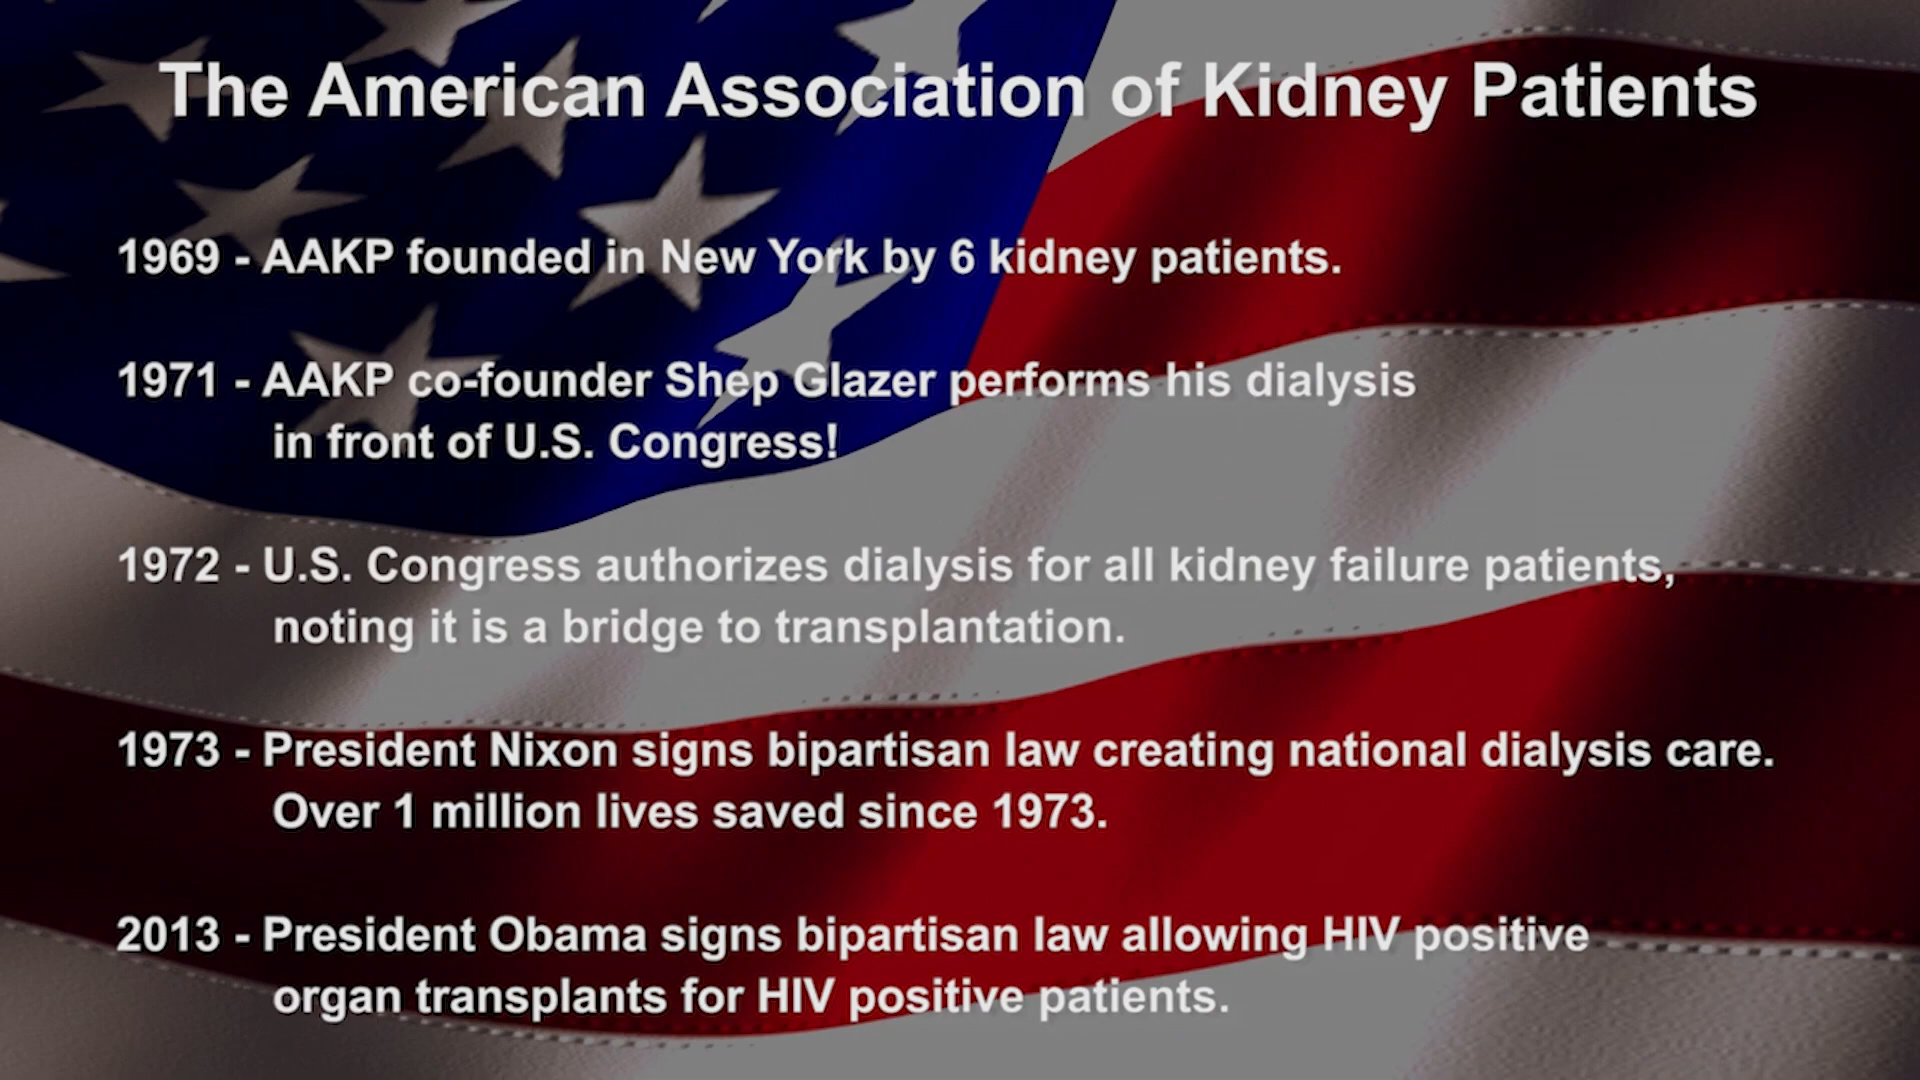 The American Association of Kidney Patients
1969 - AAKP founded in New York by 6 kidney patients.
1971 - AAKP co-founder Shep Glazer performs his dialysis
in front of U.S. Congress!
1972 - U.S. Congress authorizes dialysis for all kidney failure patients,
noting it is a bridge to transplantation.
1973 - President Nixon signs bipartisan law creating national dialysis care.
Over 1 million lives saved since 1973.
2013 - President Obama signs bipartisan law allowing HIV positive
organ transplants for HIV positive patients.